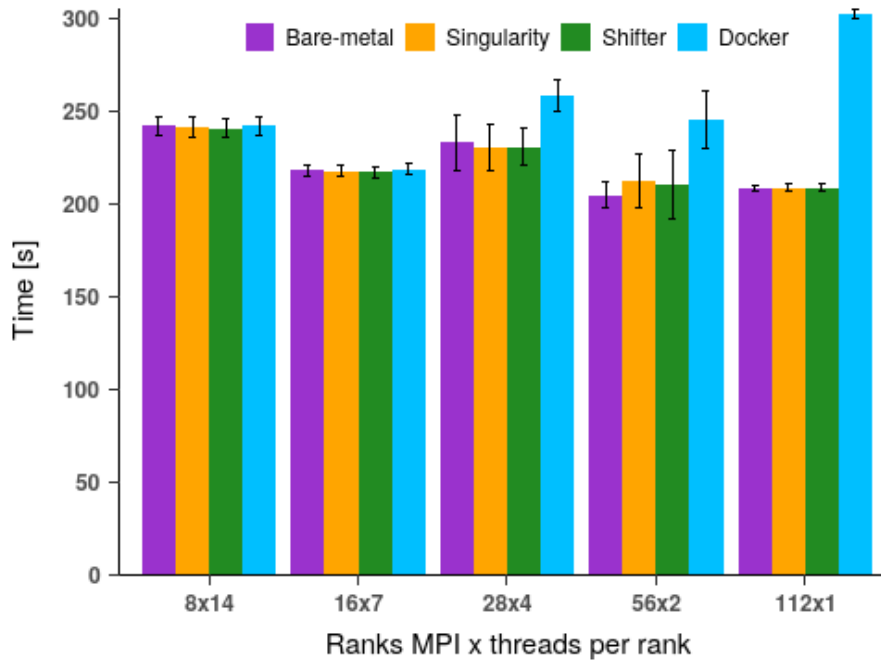 Bare-metal Singularity Shifter Docker
300
250
200
150
100
50
0
Time [s]
8x14 16x7 28x4 56x2 112x1
Ranks MPI x threads per rank